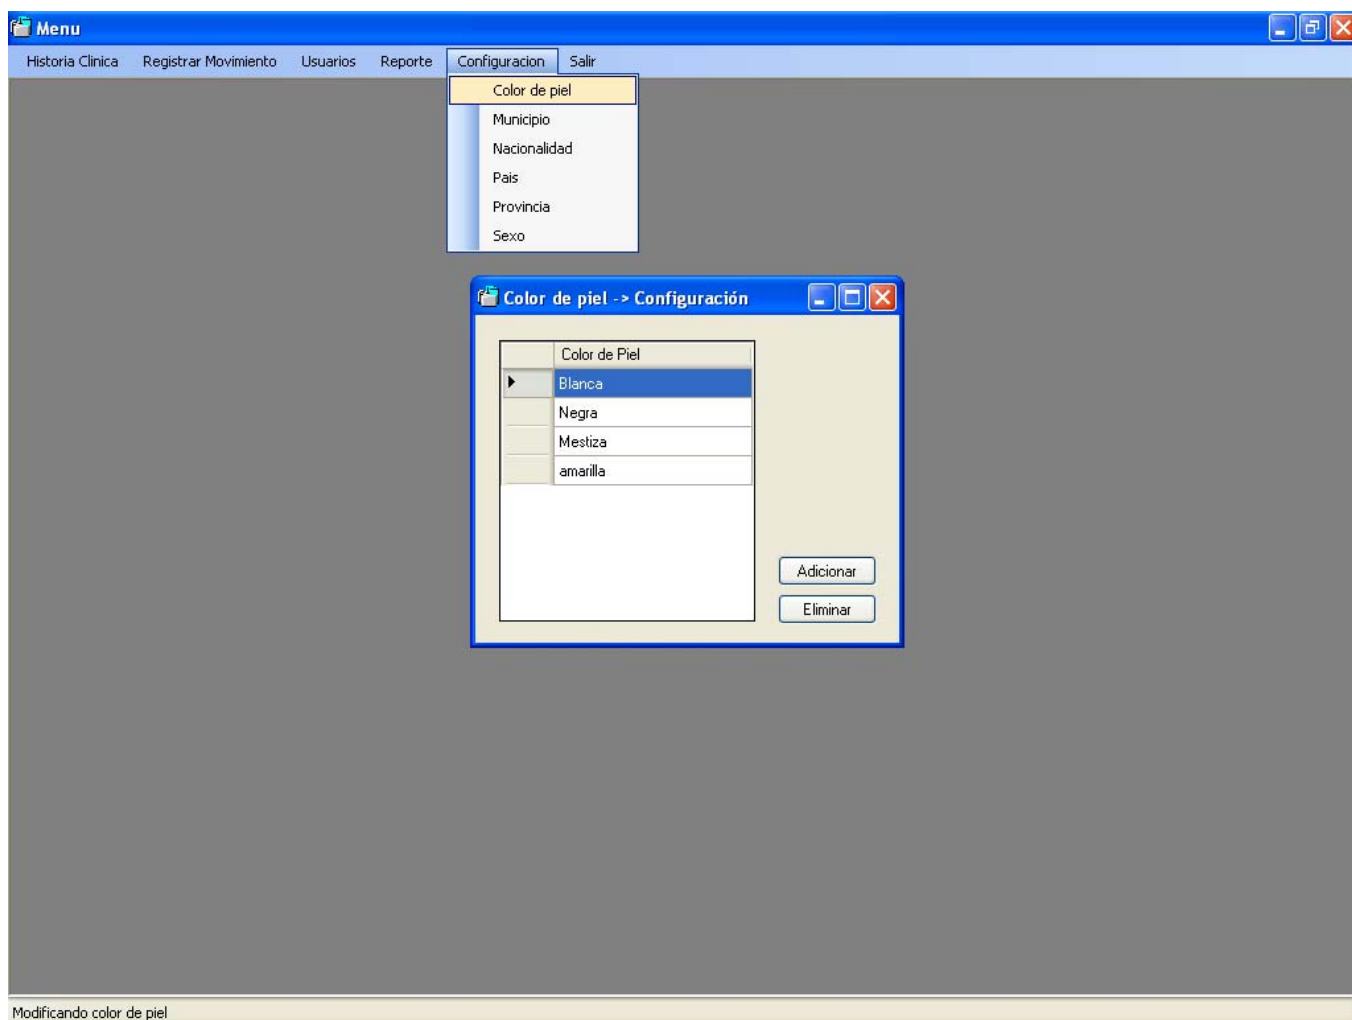 Menu
Historia Clinica Registrar Movimiento Usuarios Reporte Configuracion Salir
Color de piel
Municipio
Nacionalidad
Pais
Provincia
Sexo
Color de piel -> Configuración
Color de Piel
Blanca
Negra
Mestiza
amarilla
Adicionar
Eliminar
Modificando color de piel